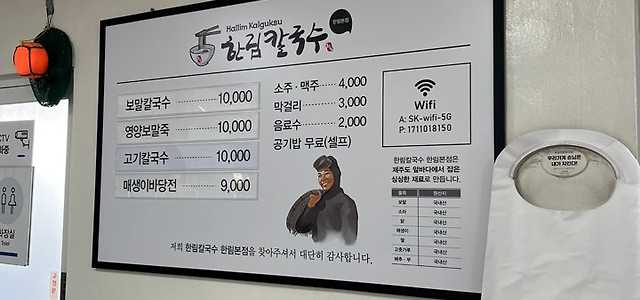 Hallim Kalguksu
한림칼국수
한림본점
보말칼국수 10,000
영양보말죽 10,000
고기칼국수 10,000
매생이바당전 9,000
소주 · 맥주 4,000
막걸리 3,000
음료수 2,000
공기밥 무료(셀프)
Wifi
A: SK-wifi-5G
P: 1711018150
한림칼국수 한림본점은
제주도 앞바다에서 잡은
싱싱한 재료로 만듭니다.
품목 원산지
보말 국내산
소라 국내산
쌀 국내산
매생이 국내산
국내산
고춧가루 국내산
배추 · 무 국내산
저희 한림칼국수 한림본점을 찾아주셔서 대단히 감사합니다.
우리가게 손님은
내가 지킨다!
CCTV
화장실
Toilet